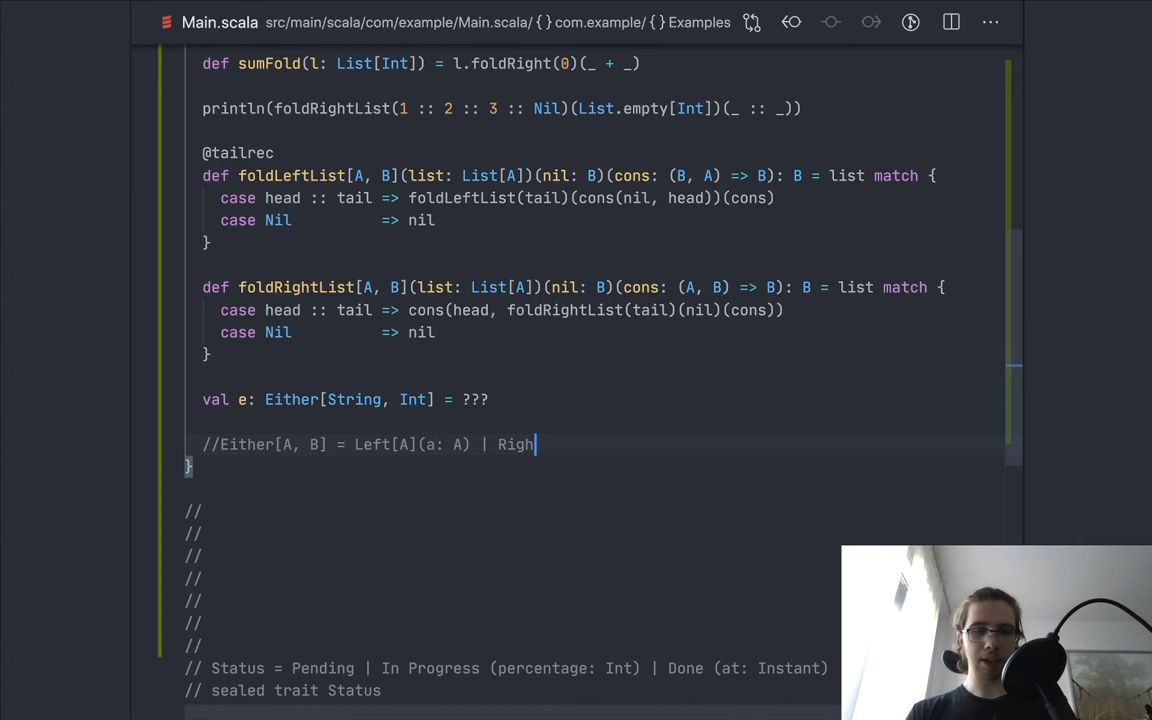 Main.scala src/main/scala/com/example/Main.scala/ {} com.example/ {} Examples
def sumFold(l: List[Int]) = l.foldRight(0)(_ + _)
println(foldRightList(1 :: 2 :: 3 :: Nil)(List.empty[Int])(_ :: _))
@tailrec
def foldLeftList[A, B](list: List[A])(nil: B)(cons: (B, A) => B): B = list match {
case head :: tail => foldLeftList(tail)(cons(nil, head))(cons)
case Nil => nil
}
def foldRightList[A, B](list: List[A])(nil: B)(cons: (A, B) => B): B = list match {
case head :: tail => cons(head, foldRightList(tail)(nil)(cons))
case Nil => nil
}
val e: Either[String, Int] = ???
//Either[A, B] = Left[A](a: A) | Righ
}
//
//
//
//
//
//
//
// Status = Pending | In Progress (percentage: Int) | Done (at: Instant)
// sealed trait Status